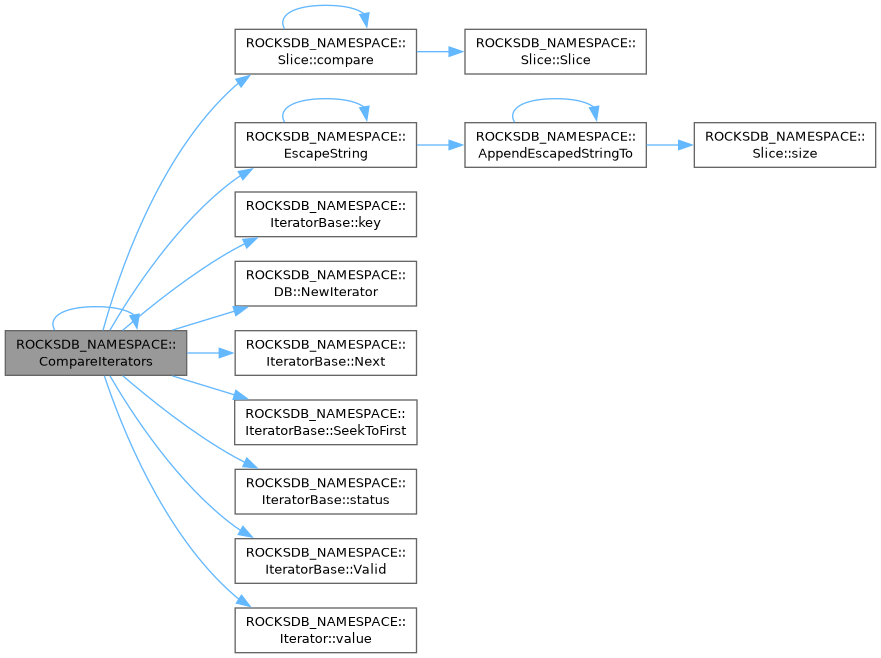 ROCKSDB_NAMESPACE::
Slice::compare
ROCKSDB_NAMESPACE::
Slice::Slice
ROCKSDB_NAMESPACE::
EscapeString
ROCKSDB_NAMESPACE::
AppendEscapedStringTo
ROCKSDB_NAMESPACE::
Slice::size
ROCKSDB_NAMESPACE::
IteratorBase::key
ROCKSDB_NAMESPACE::
DB::NewIterator
ROCKSDB_NAMESPACE::
CompareIterators
ROCKSDB_NAMESPACE::
IteratorBase::Next
ROCKSDB_NAMESPACE::
IteratorBase::SeekToFirst
ROCKSDB_NAMESPACE::
IteratorBase::status
ROCKSDB_NAMESPACE::
IteratorBase::Valid
ROCKSDB_NAMESPACE::
Iterator::value